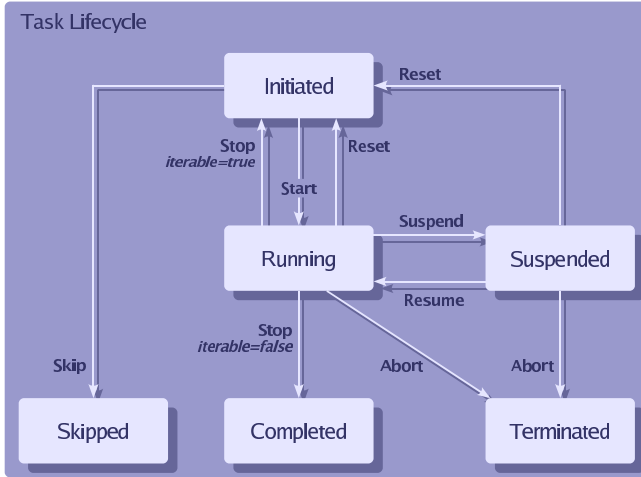 Task Lifecycle
Initiated
Reset
Stop
iterable=true
Reset
Start
Suspend
Running
Suspended
Resume
Stop
iterable=false
Skip
Abort
Abort
Skipped
Completed
Terminated